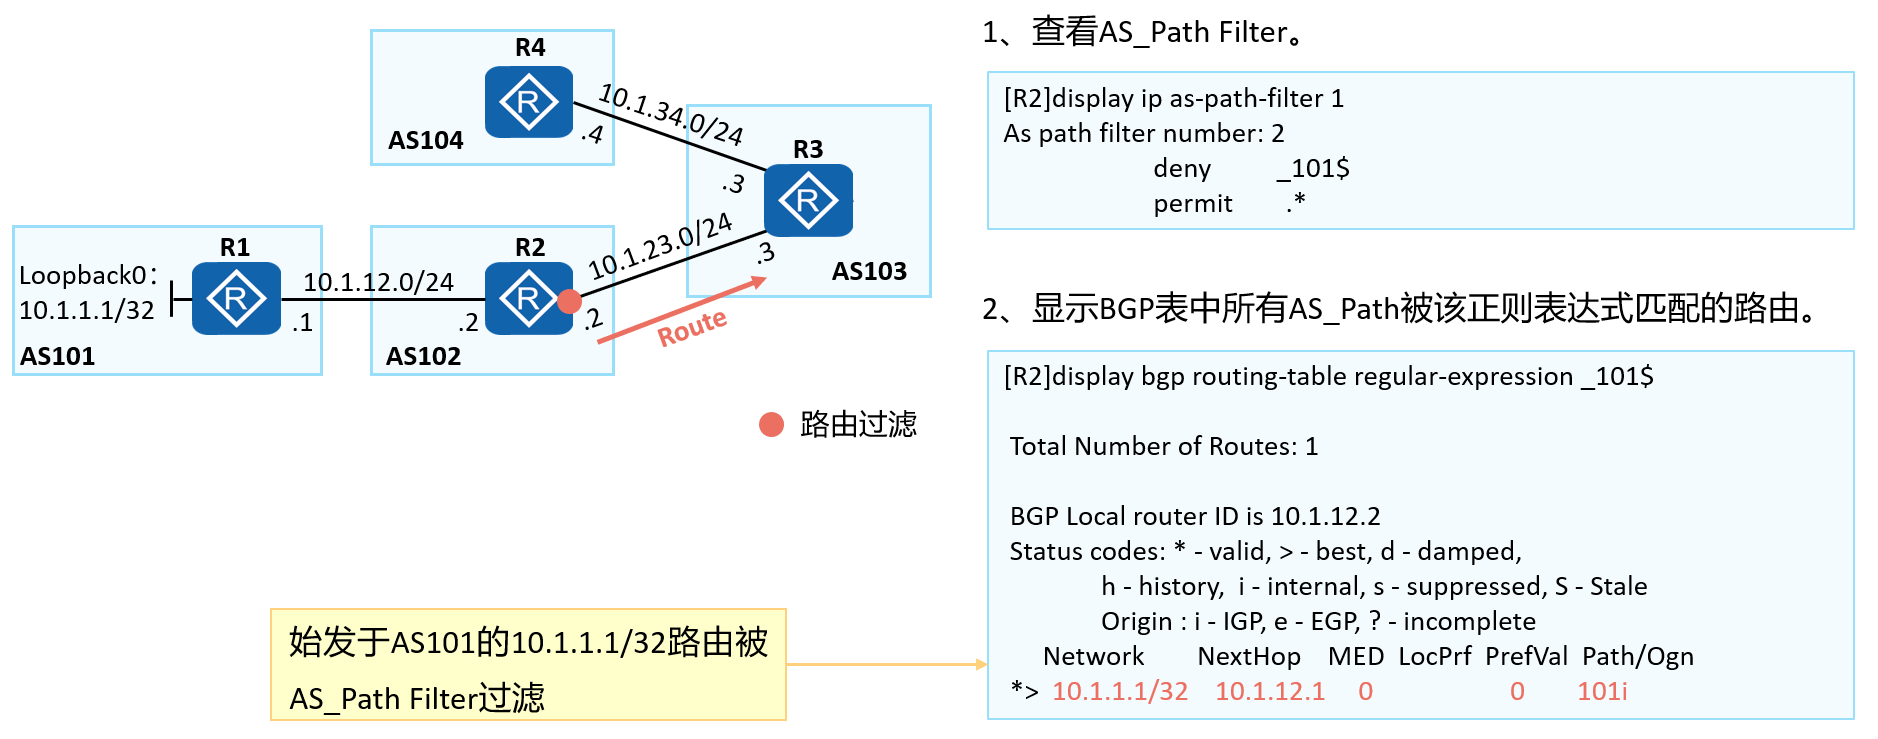 R4
10.1.34.0/24
.4
AS104
R3
.3
10.1.23.0/24
.3
AS103
R1
Loopback0：
10.1.1.1/32
10.1.12.0/24
.1
AS101
R2
.2
.2
AS102
Route
路由过滤
始发于AS101的10.1.1.1/32路由被
AS_Path Filter过滤
1、查看AS_Path Filter。
[R2]display ip as-path-filter 1
As path filter number: 2
deny _101$
permit .*
2、显示BGP表中所有AS_Path被该正则表达式匹配的路由。
[R2]display bgp routing-table regular-expression _101$
Total Number of Routes: 1
BGP Local router ID is 10.1.12.2
Status codes: * - valid, > - best, d - damped,
h - history, i - internal, s - suppressed, S - Stale
Origin : i - IGP, e - EGP, ? - incomplete
Network NextHop MED LocPrf PrefVal Path/Ogn
*> 10.1.1.1/32 10.1.12.1 0 0 101i